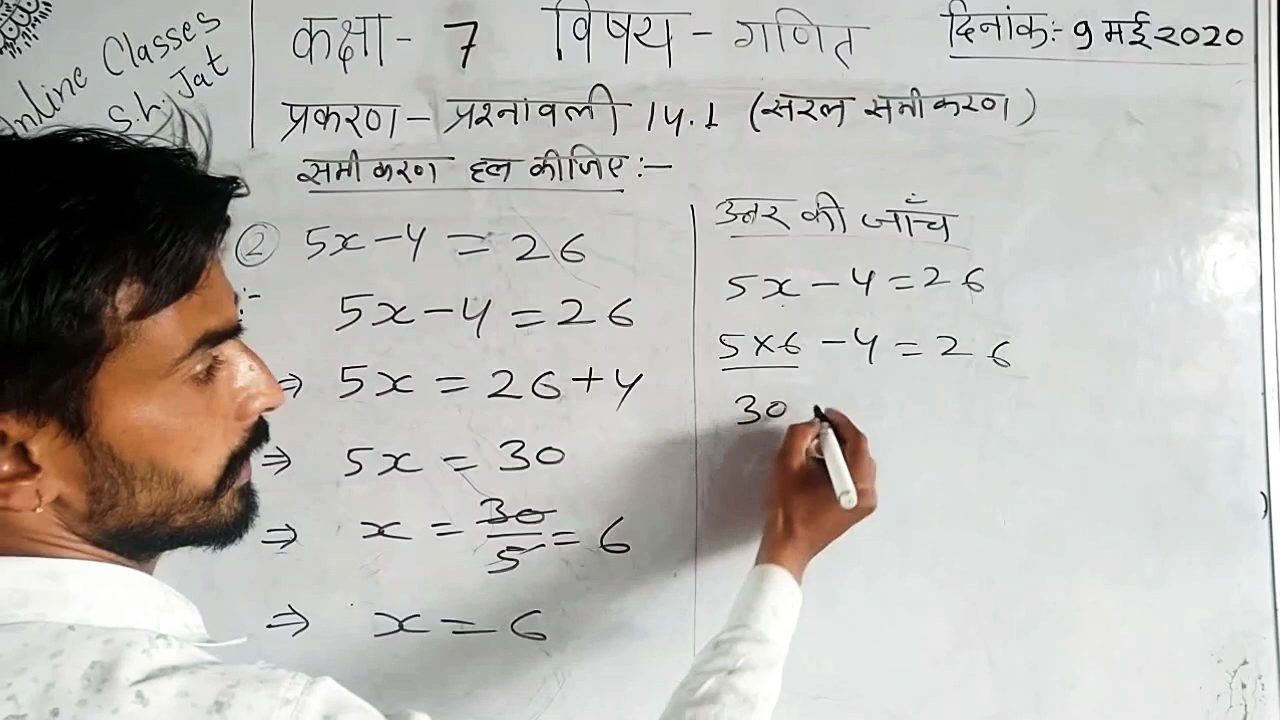 Online Classes
S.L. Jat
कक्षा - 7 विषय - गणित दिनांक:- 9 मई 2020
प्रकरण - प्रश्नावली 14.1 (सरल समीकरण)
समीकरण हल कीजिए :-
② 5x - 4 = 26
:- 5x - 4 = 26
⇒ 5x = 26 + 4
⇒ 5x = 30
⇒ x = 30/5 = 6
⇒ x = 6
उत्तर की जाँच
5x - 4 = 26
5 × 6 - 4 = 26
30